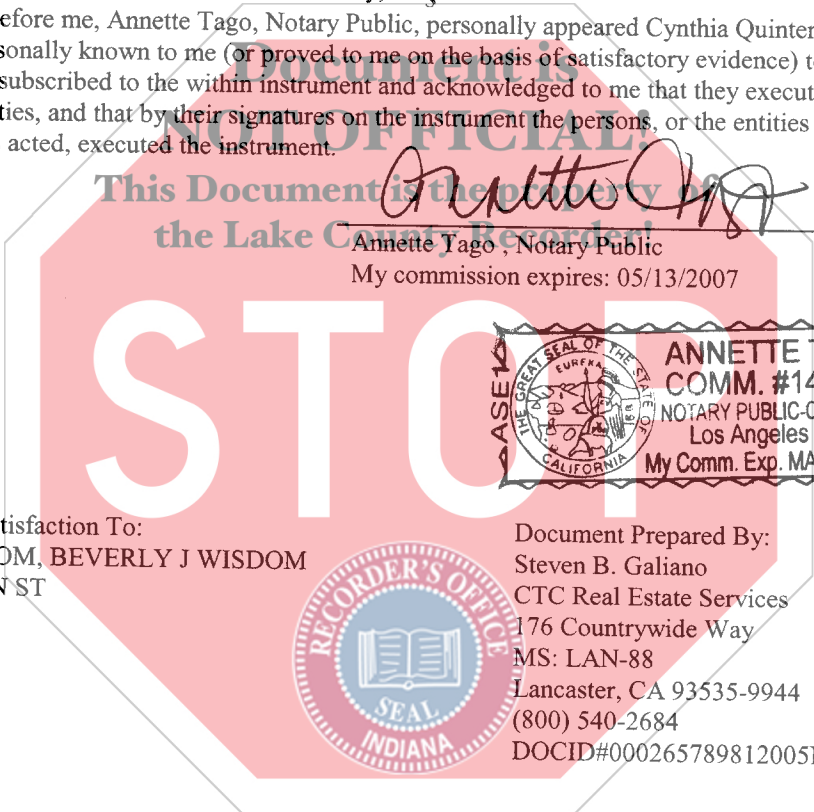 efore me, Annette Tago, Notary Public, personally appeared Cynthia Quinter
sonally known to me (or proved to me on the basis of satisfactory evidence) t
subscribed to the within instrument and acknowledged to me that they execut
ties, and that by their signatures on the instrument the persons, or the entities
acted, executed the instrument.
Document is
NOT OFFICIAL!
This Document is the property of
the Lake County Recorder!
Annette Tago , Notary Public
My commission expires: 05/13/2007
STOP
THE GREAT SEAL OF THE STATE OF
EUREKA
CALIFORNIA
ANNETTE T
COMM. #14
NOTARY PUBLIC-C
Los Angeles
My Comm. Exp. MA
tisfaction To:
OM, BEVERLY J WISDOM
N ST
RECORDER'S OFFICE
SEAL
INDIANA
Document Prepared By:
Steven B. Galiano
CTC Real Estate Services
176 Countrywide Way
MS: LAN-88
Lancaster, CA 93535-9944
(800) 540-2684
DOCID#000265789812005